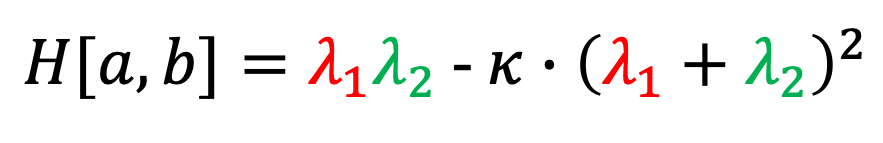 H[a, b] = λ₁λ₂ - κ · (λ₁ + λ₂)²